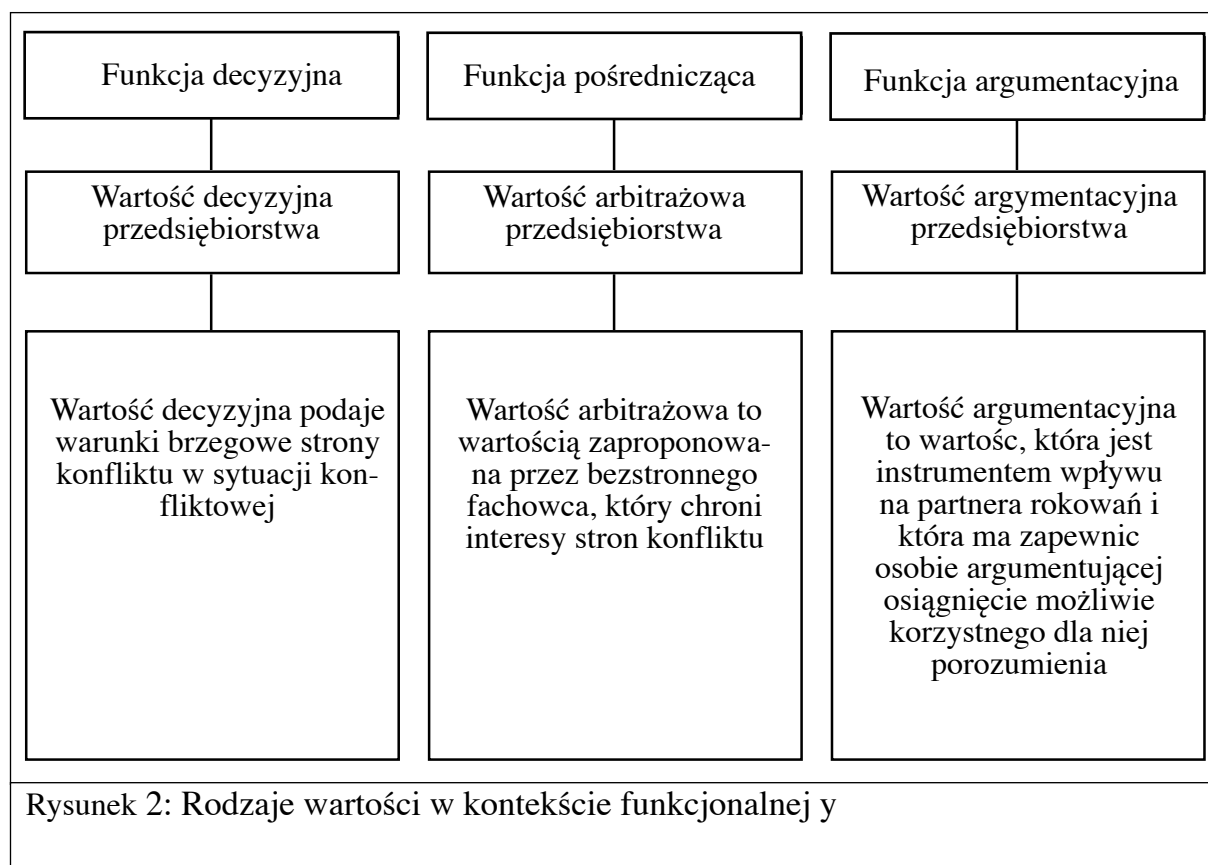 Funkcja decyzyjna
Funkcja pośrednicząca
Funkcja argumentacyjna
Wartość decyzyjna
przedsiębiorstwa
Wartość arbitrażowa
przedsiębiorstwa
Wartość argymentacyjna
przedsiębiorstwa
Wartość decyzyjna podaje
warunki brzegowe strony
konfliktu w sytuacji kon-
fliktowej
Wartość arbitrażowa to
wartością zaproponowa-
na przez bezstronnego
fachowca, który chroni
interesy stron konfliktu
Wartość argumentacyjna
to wartośc, która jest
instrumentem wpływu
na partnera rokowań i
która ma zapewnic
osobie argumentującej
osiągnięcie możliwie
korzystnego dla niej
porozumienia
Rysunek 2: Rodzaje wartości w kontekście funkcjonalnej y